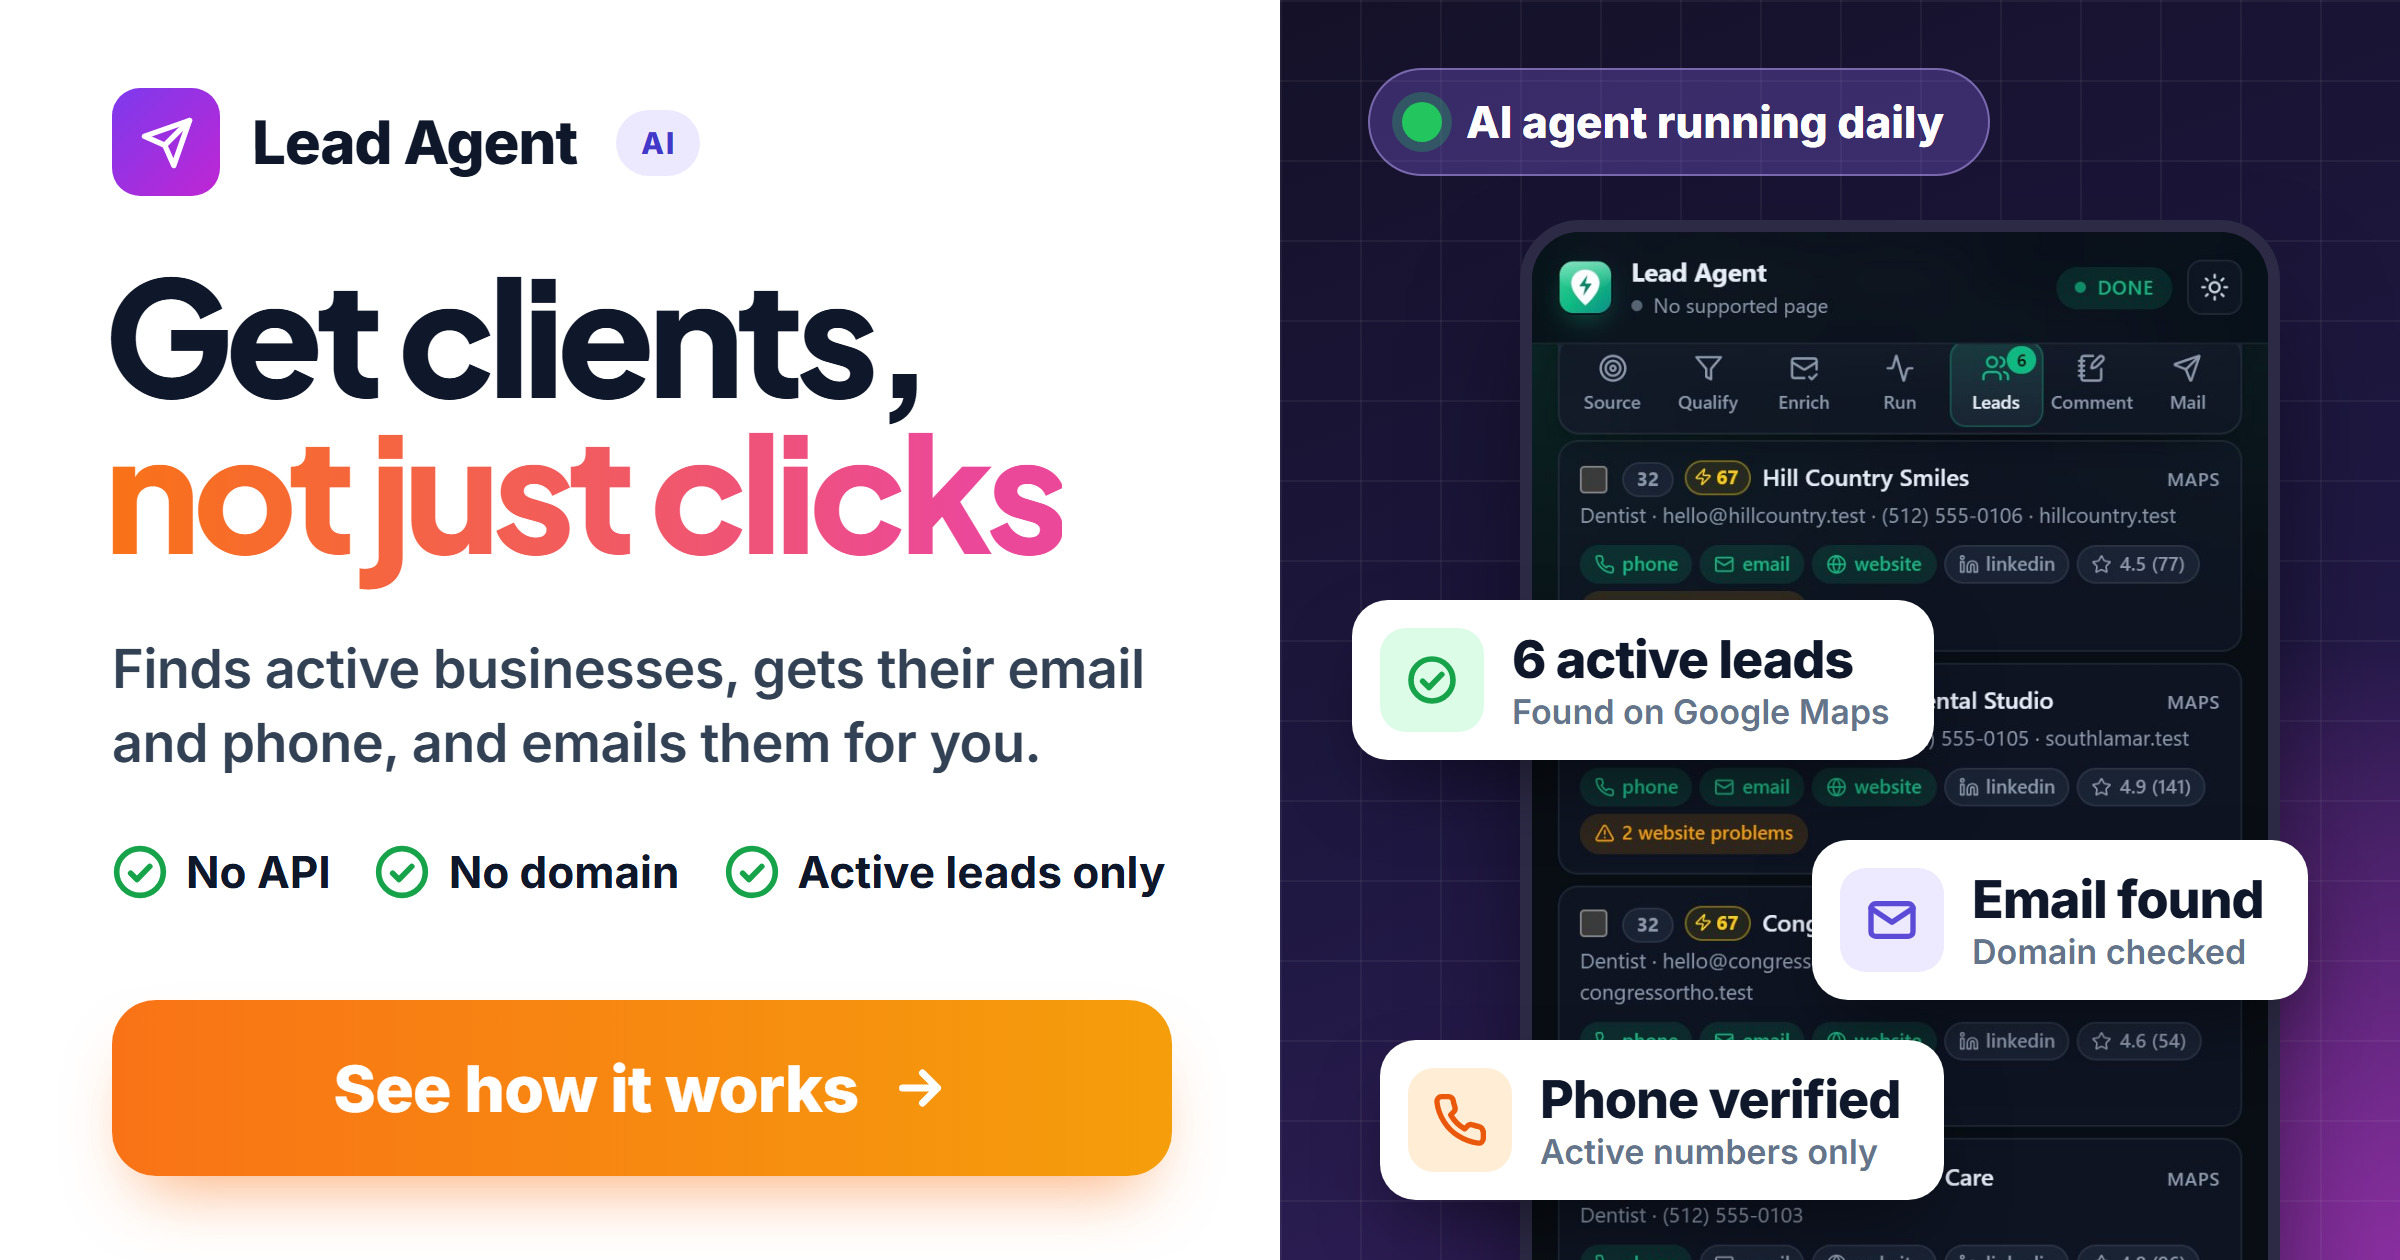 Lead Agent AI
Get clients,
not just clicks
Finds active businesses, gets their email
and phone, and emails them for you.
No API No domain Active leads only
See how it works
AI agent running daily
Lead Agent
No supported page
DONE
Source Qualify Enrich Run Leads 6 Comment Mail
32 67 Hill Country Smiles MAPS
Dentist · hello@hillcountry.test · (512) 555-0106 · hillcountry.test
phone email website linkedin 4.5 (77)
6 active leads
Found on Google Maps
ntal Studio MAPS
555-0105 · southlamar.test
phone email website linkedin 4.9 (141)
2 website problems
32 67 Cong
Dentist · hello@congress
congressortho.test
Email found
Domain checked
phone email website linkedin 4.6 (54)
Phone verified
Active numbers only
Care MAPS
Dentist · (512) 555-0103